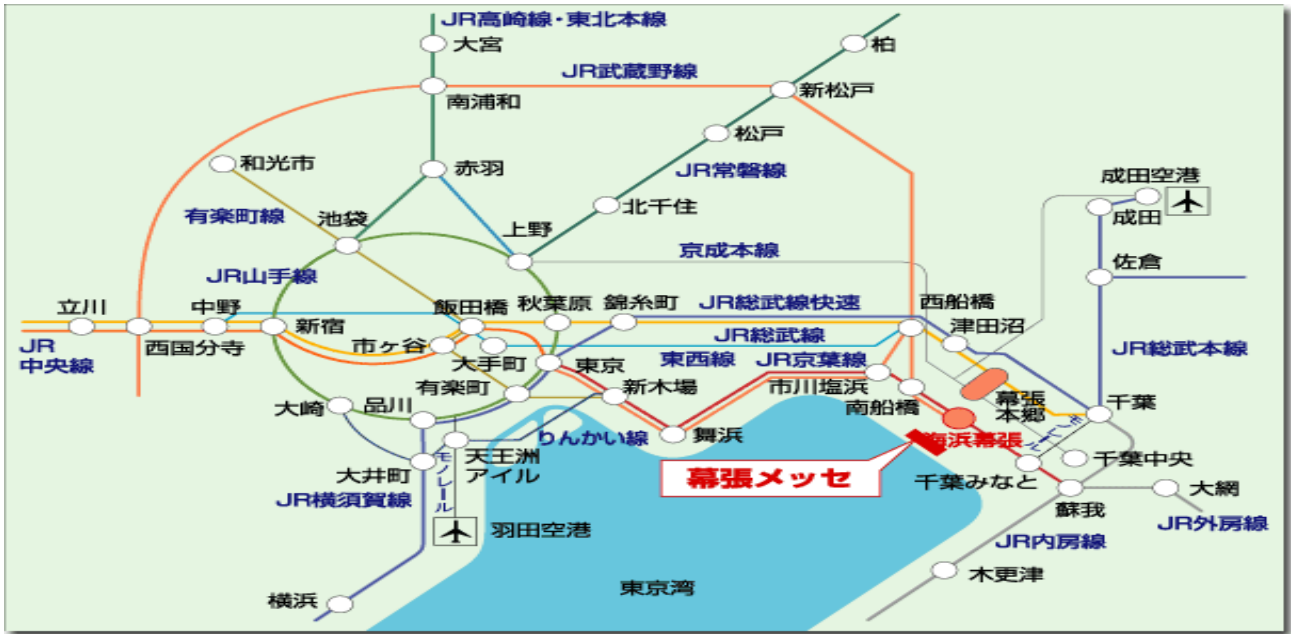 JR高崎線・東北本線
大宮
柏
JR武蔵野線
新松戸
南浦和
松戸
和光市
赤羽
JR常磐線
成田空港
北千住
成田
有楽町線
池袋
上野
京成本線
佐倉
JR山手線
立川
中野
飯田橋
秋葉原
錦糸町
JR総武線快速
西船橋
新宿
JR総武線
津田沼
JR
中央線
西国分寺
市ヶ谷
大手町
東京
東西線
JR京葉線
JR総武本線
有楽町
新木場
市川塩浜
幕張
本郷
千葉
大崎
品川
南船橋
りんかい線
舞浜
海浜幕張
モノレール
天王洲
アイル
大井町
モノレール
幕張メッセ
千葉みなと
千葉中央
JR横須賀線
蘇我
大網
羽田空港
JR外房線
JR内房線
木更津
東京湾
横浜